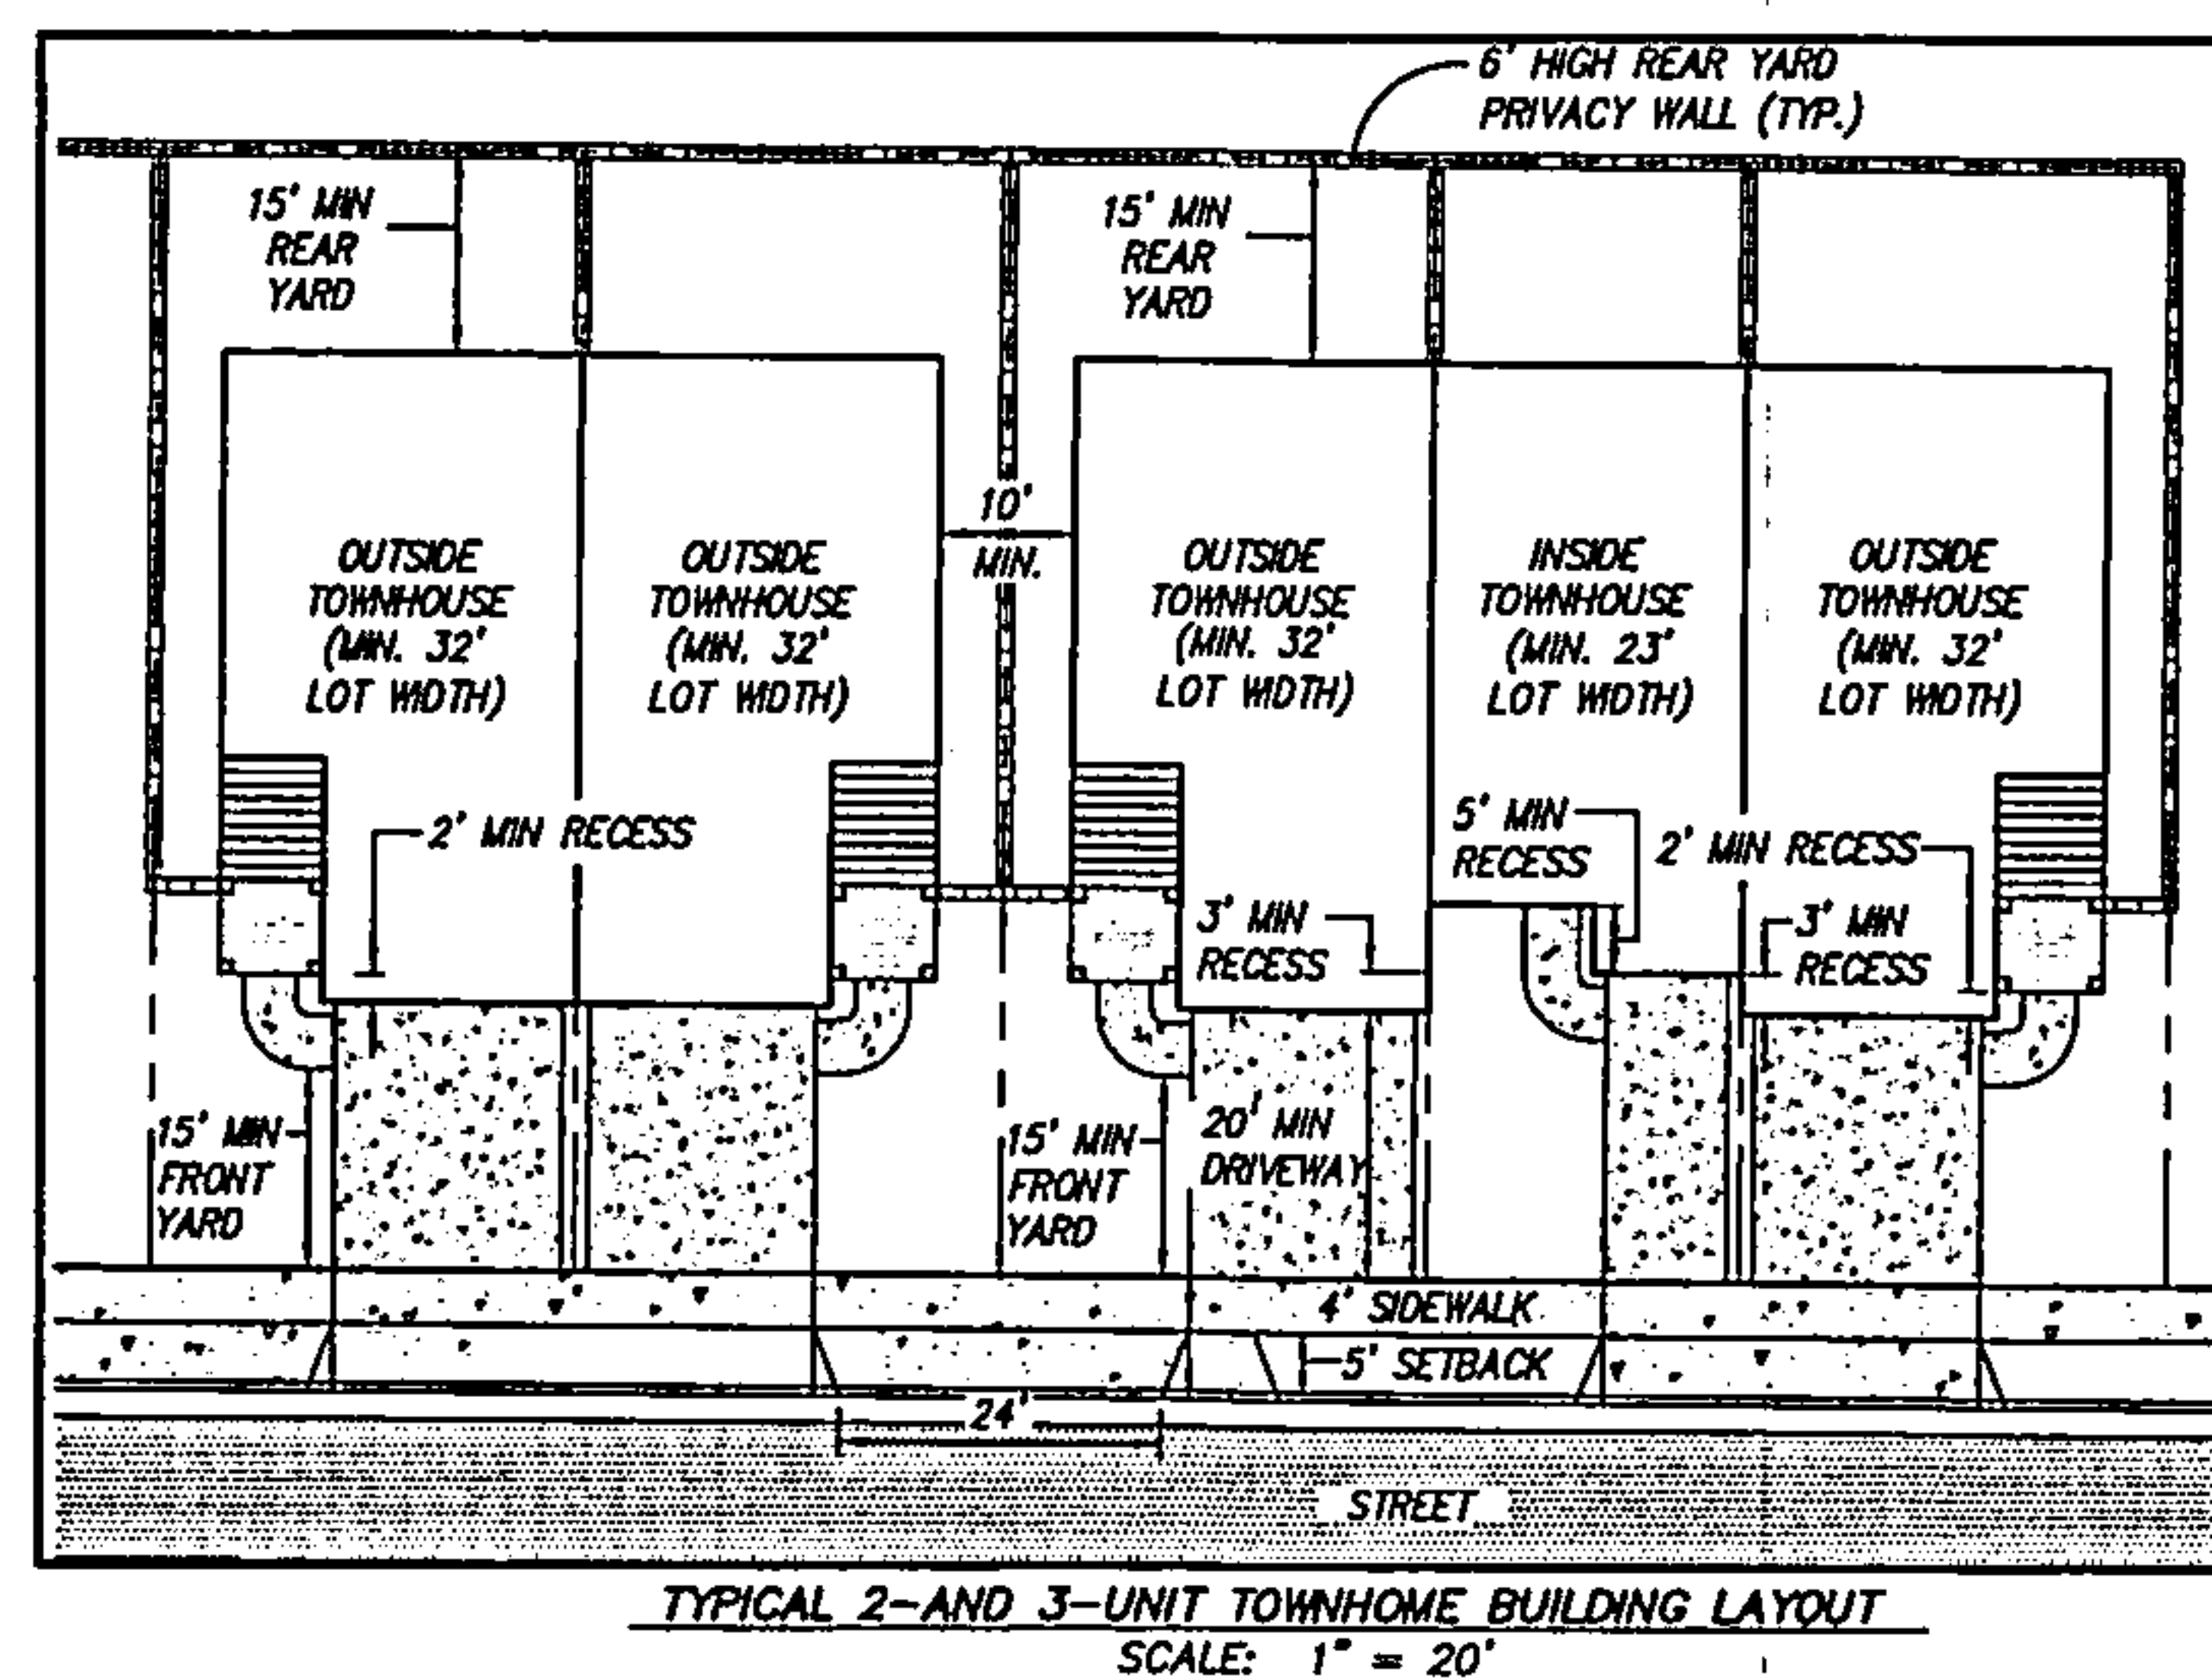 6' HIGH REAR YARD
PRIVACY WALL (TYP.)
15' MIN
REAR
YARD
15' MIN
REAR
YARD
10'
MIN.
OUTSIDE
TOWNHOUSE
(MIN. 32'
LOT WIDTH)
OUTSIDE
TOWNHOUSE
(MIN. 32'
LOT WIDTH)
OUTSIDE
TOWNHOUSE
(MIN. 32'
LOT WIDTH)
INSIDE
TOWNHOUSE
(MIN. 23'
LOT WIDTH)
OUTSIDE
TOWNHOUSE
(MIN. 32'
LOT WIDTH)
2' MIN RECESS
5' MIN
RECESS
2' MIN RECESS
3' MIN
RECESS
3' MIN
RECESS
15' MIN
FRONT
YARD
15' MIN
FRONT
YARD
20' MIN
DRIVEWAY
4' SIDEWALK
5' SETBACK
24'
STREET
TYPICAL 2-AND 3-UNIT TOWNHOME BUILDING LAYOUT
SCALE: 1" = 20'